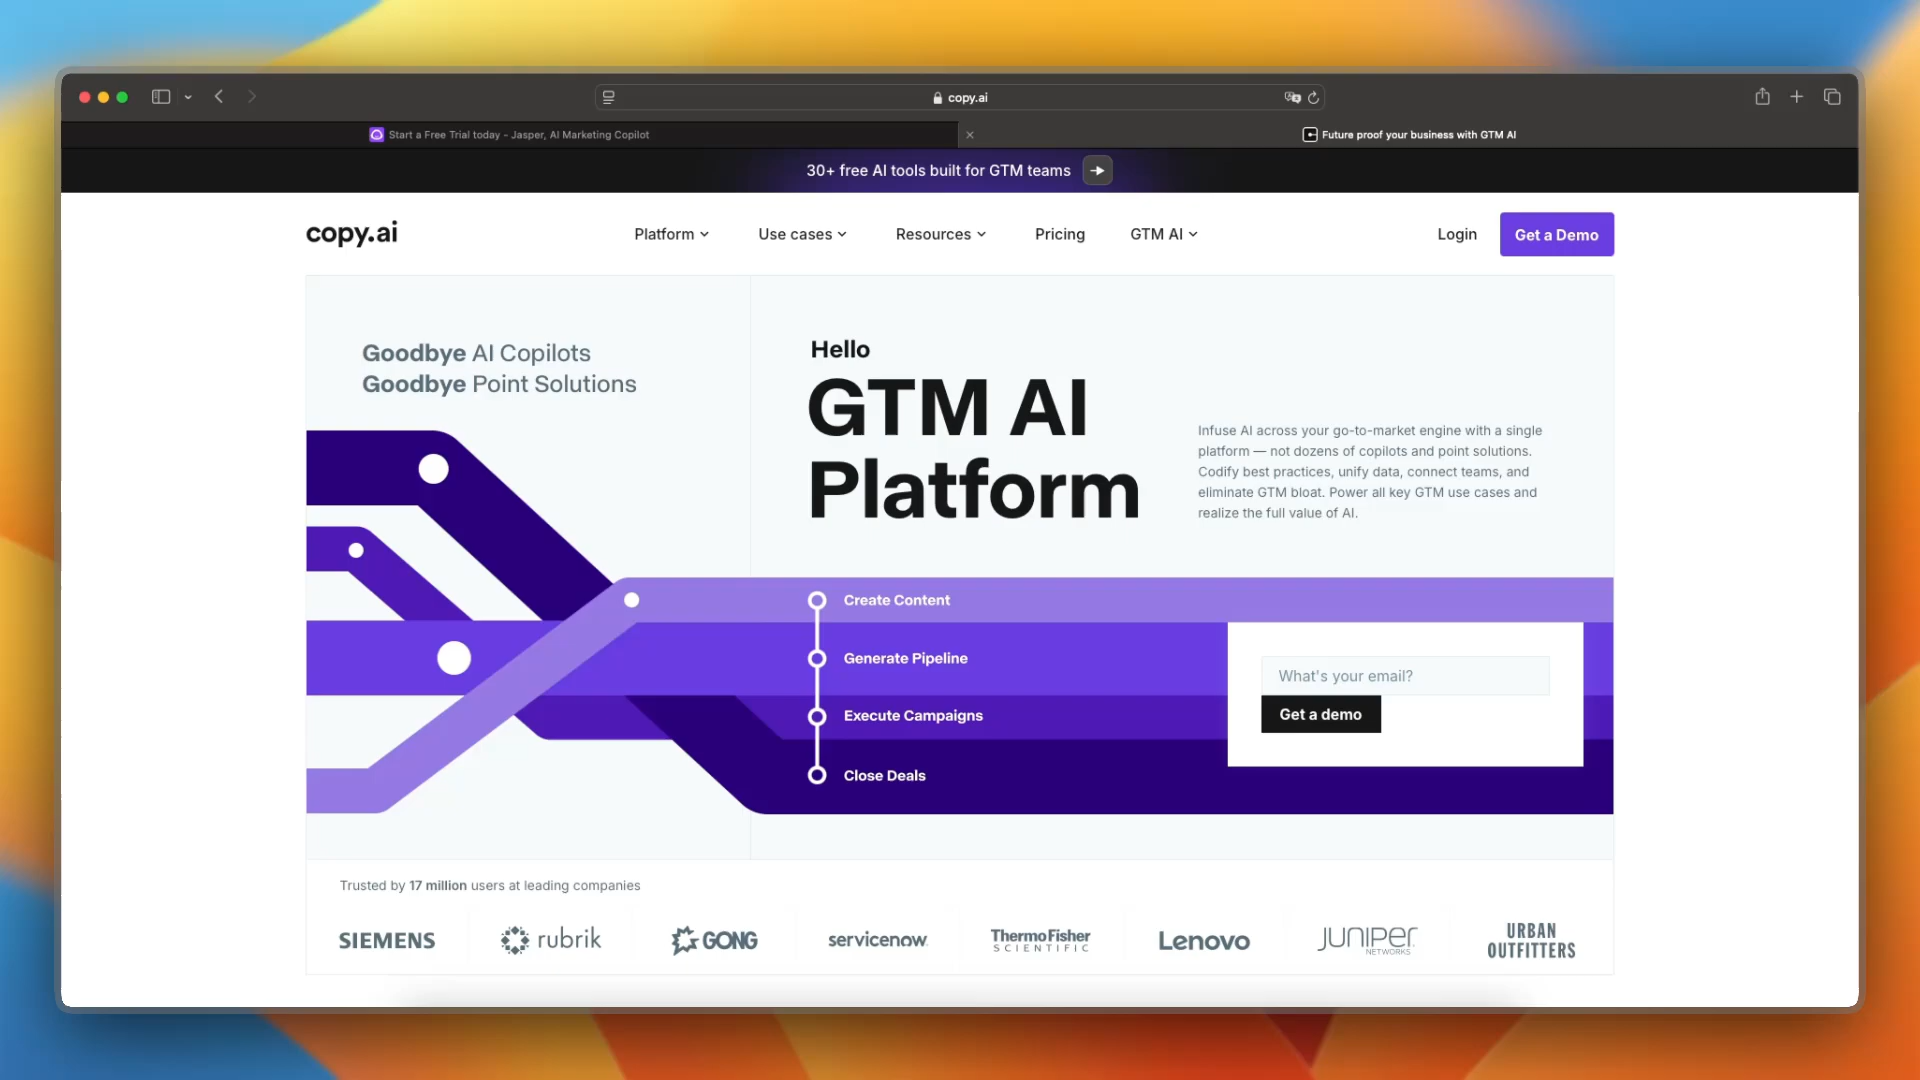 copy.ai
Start a Free Trial today - Jasper, AI Marketing Copilot
Future proof your business with GTM AI
30+ free AI tools built for GTM teams
copy.ai
Platform
Use cases
Resources
Pricing
GTM AI
Login
Get a Demo
Goodbye AI Copilots
Goodbye Point Solutions
Hello
GTM AI
Platform
Infuse AI across your go-to-market engine with a single
platform — not dozens of copilots and point solutions.
Codify best practices, unify data, connect teams, and
eliminate GTM bloat. Power all key GTM use cases and
realize the full value of AI.
Create Content
Generate Pipeline
Execute Campaigns
Close Deals
What's your email?
Get a demo
Trusted by 17 million users at leading companies
SIEMENS
rubrik
GONG
servicenow
ThermoFisher
SCIENTIFIC
Lenovo
JUNIPER
NETWORKS
URBAN
OUTFITTERS